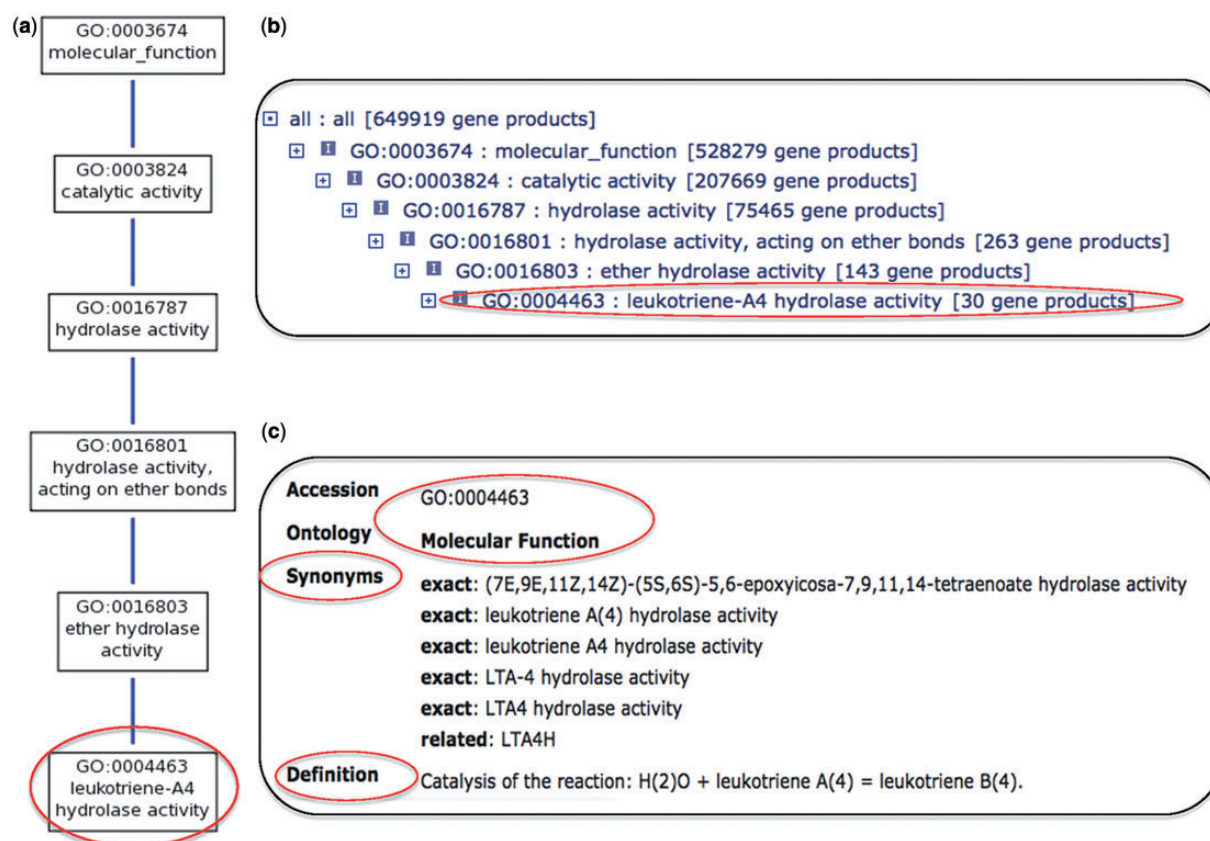 (a)
GO:0003674
molecular_function
GO:0003824
catalytic activity
GO:0016787
hydrolase activity
GO:0016801
hydrolase activity,
acting on ether bonds
GO:0016803
ether hydrolase
activity
GO:0004463
leukotriene-A4
hydrolase activity
(b)
all : all [649919 gene products]
I GO:0003674 : molecular_function [528279 gene products]
I GO:0003824 : catalytic activity [207669 gene products]
I GO:0016787 : hydrolase activity [75465 gene products]
I GO:0016801 : hydrolase activity, acting on ether bonds [263 gene products]
I GO:0016803 : ether hydrolase activity [143 gene products]
I GO:0004463 : leukotriene-A4 hydrolase activity [30 gene products]
(c)
Accession GO:0004463
Ontology Molecular Function
Synonyms exact: (7E,9E,11Z,14Z)-(5S,6S)-5,6-epoxyicosa-7,9,11,14-tetraenoate hydrolase activity
exact: leukotriene A(4) hydrolase activity
exact: leukotriene A4 hydrolase activity
exact: LTA-4 hydrolase activity
exact: LTA4 hydrolase activity
related: LTA4H
Definition Catalysis of the reaction: H(2)O + leukotriene A(4) = leukotriene B(4).